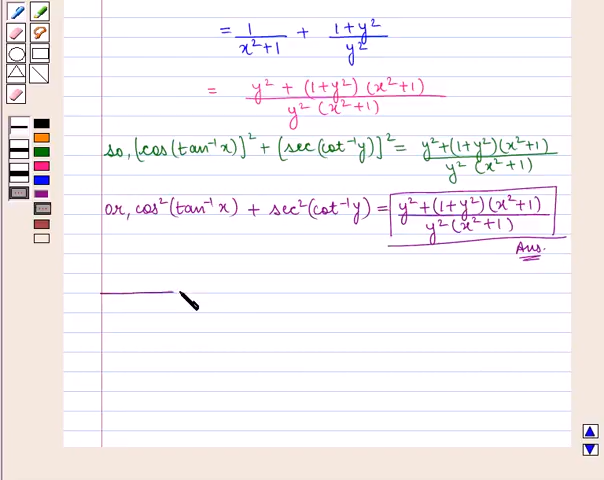 = 1/(x²+1) + (1+y²)/y²
= (y² + (1+y²) (x²+1))/(y² (x²+1))
so, [cos(tan⁻¹x)]² + [sec(cot⁻¹y)]² = (y²+(1+y²)(x²+1))/(y² (x²+1))
or, cos²(tan⁻¹x) + sec²(cot⁻¹y) = (y²+(1+y²)(x²+1))/(y²(x²+1))
Ans.